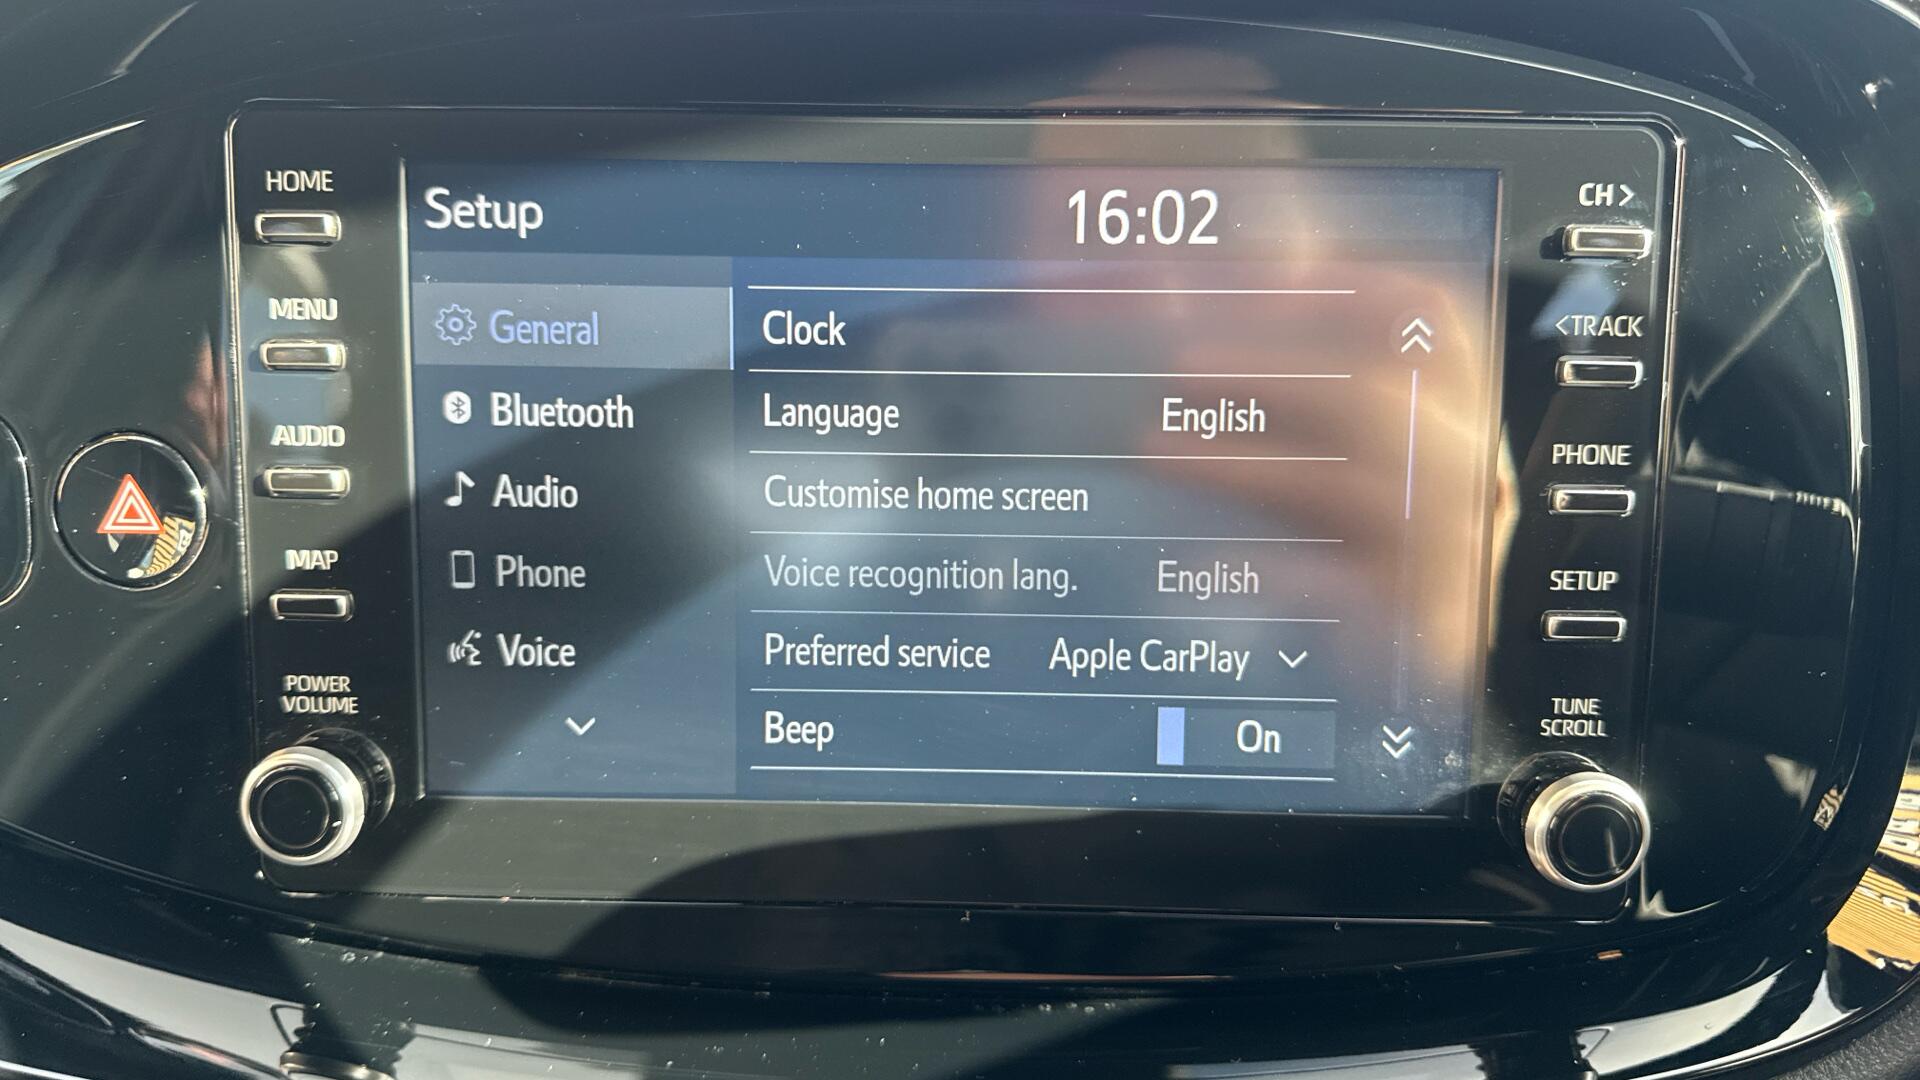 HOME
MENU
AUDIO
MAP
POWER
VOLUME
Setup 16:02
General
Bluetooth
Audio
Phone
Voice
Clock
Language English
Customise home screen
Voice recognition lang. English
Preferred service Apple CarPlay
Beep On
CH >
< TRACK
PHONE
SETUP
TUNE
SCROLL